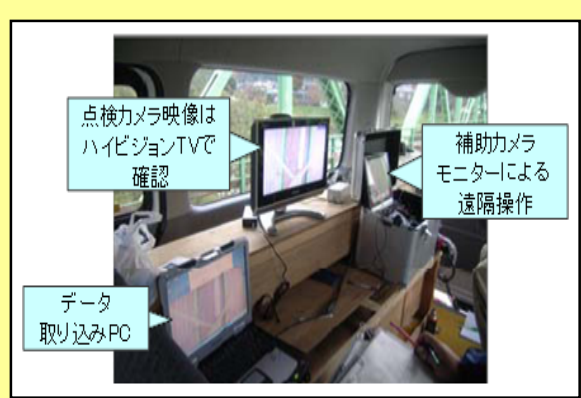 点検カメラ映像は
ハイビジョンTVで
確認
補助カメラ
モニターによる
遠隔操作
データ
取り込みPC